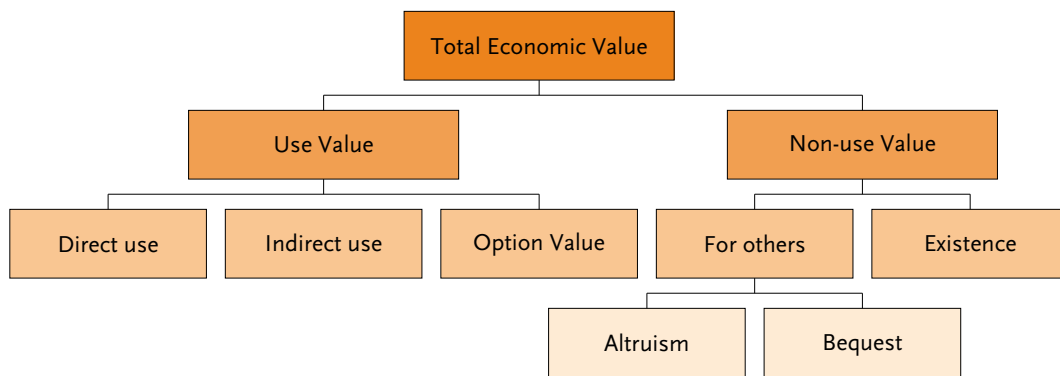 Total Economic Value
Use Value
Non-use Value
Direct use
Indirect use
Option Value
For others
Existence
Altruism
Bequest